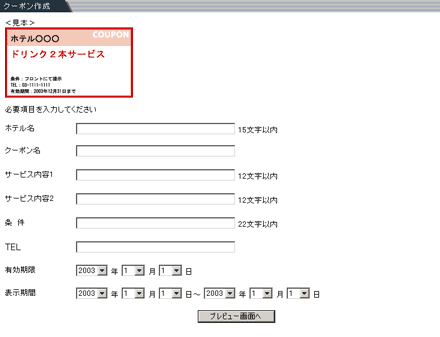 クーポン作成
＜見本＞
ホテル〇〇〇
COUPON
ドリンク２本サービス
条件：フロントにて提示
TEL：03-1111-1111
有効期間：2003年12月31日まで
必要項目を入力してください
ホテル名 15文字以内
クーポン名
サービス内容1 12文字以内
サービス内容2 12文字以内
条 件 22文字以内
TEL
有効期限 2003 年 1 月 1 日
表示期間 2003 年 1 月 1 日～ 2003 年 1 月 1 日
プレビュー画面へ